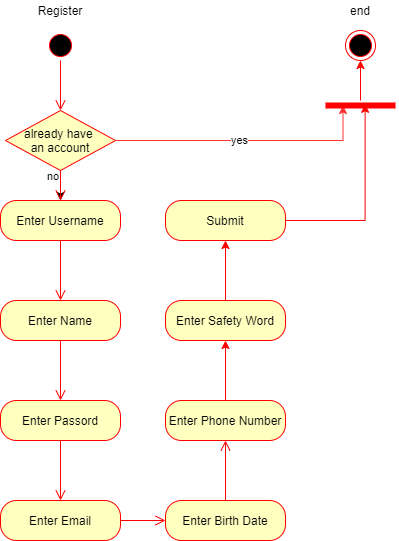 Register
end
already have
an account
yes
no
Enter Username
Enter Name
Enter Passord
Enter Email
Enter Birth Date
Enter Phone Number
Enter Safety Word
Submit